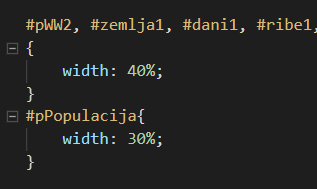 #pWW2, #zemlja1, #dani1, #ribe1,
{
width: 40%;
}
#pPopulacija{
width: 30%;
}